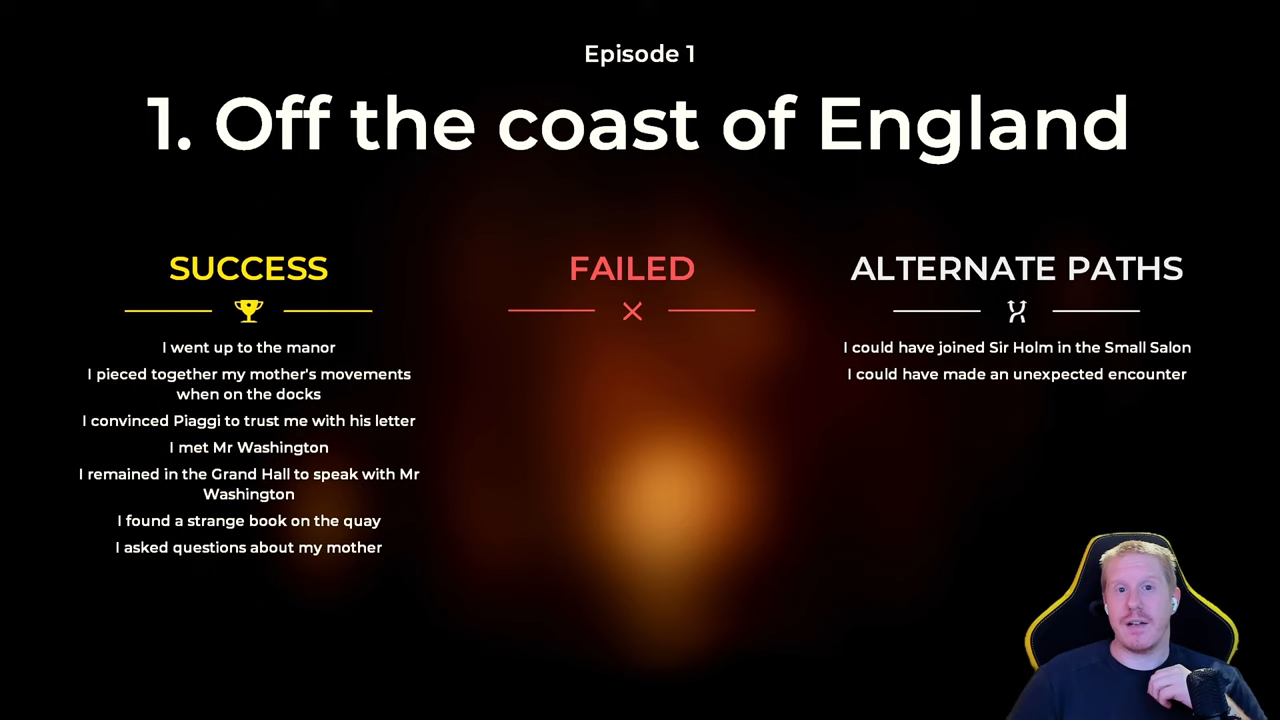 Episode 1
1. Off the coast of England
SUCCESS
I went up to the manor
I pieced together my mother's movements
when on the docks
I convinced Piaggi to trust me with his letter
I met Mr Washington
I remained in the Grand Hall to speak with Mr
Washington
I found a strange book on the quay
I asked questions about my mother
FAILED
ALTERNATE PATHS
I could have joined Sir Holm in the Small Salon
I could have made an unexpected encounter